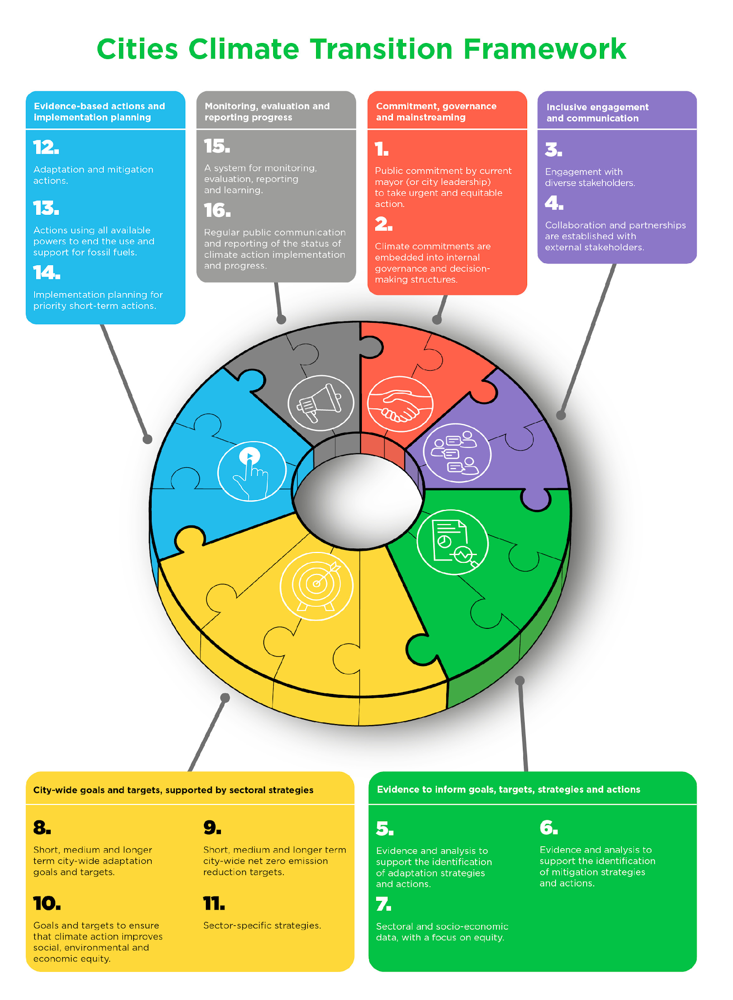 Cities Climate Transition Framework
Evidence-based actions and
implementation planning
12.
Adaptation and mitigation
actions.
13.
Actions using all available
powers to end the use and
support for fossil fuels.
14.
Implementation planning for
priority short-term actions.
Monitoring, evaluation and
reporting progress
15.
A system for monitoring,
evaluation, reporting
and learning.
16.
Regular public communication
and reporting of the status of
climate action implementation
and progress.
Commitment, governance
and mainstreaming
1.
Public commitment by current
mayor (or city leadership)
to take urgent and equitable
action.
2.
Climate commitments are
embedded into internal
governance and decision-
making structures.
Inclusive engagement
and communication
3.
Engagement with
diverse stakeholders.
4.
Collaboration and partnerships
are established with
external stakeholders.
City-wide goals and targets, supported by sectoral strategies
8.
Short, medium and longer
term city-wide adaptation
goals and targets.
9.
Short, medium and longer term
city-wide net zero emission
reduction targets.
10.
Goals and targets to ensure
that climate action improves
social, environmental and
economic equity.
11.
Sector-specific strategies.
Evidence to inform goals, targets, strategies and actions
5.
Evidence and analysis to
support the identification
of adaptation strategies
and actions.
6.
Evidence and analysis to
support the identification
of mitigation strategies
and actions.
7.
Sectoral and socio-economic
data, with a focus on equity.